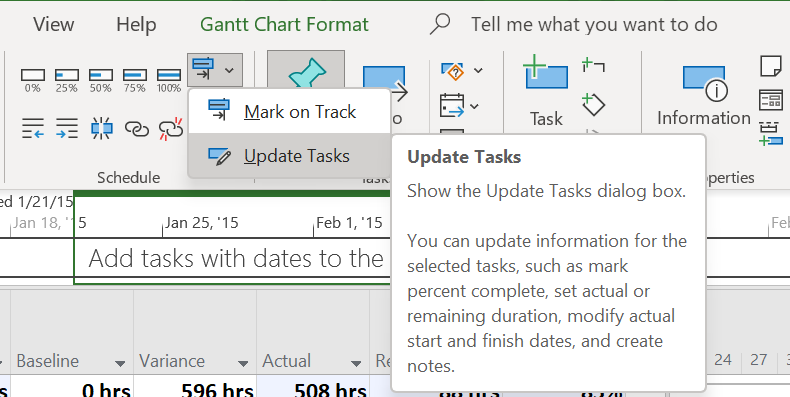 View Help Gantt Chart Format Tell me what you want to do
0% 25% 50% 75% 100%
Mark on Track
Update Tasks
Task
Information
Schedule
Update Tasks
Show the Update Tasks dialog box.
You can update information for the
selected tasks, such as mark
percent complete, set actual or
remaining duration, modify actual
start and finish dates, and create
notes.
1/21/15
Jan 18, '15 Jan 25, '15 Feb 1, '15
Add tasks with dates to the
Baseline Variance Actual
24 27
0 hrs 596 hrs 508 hrs